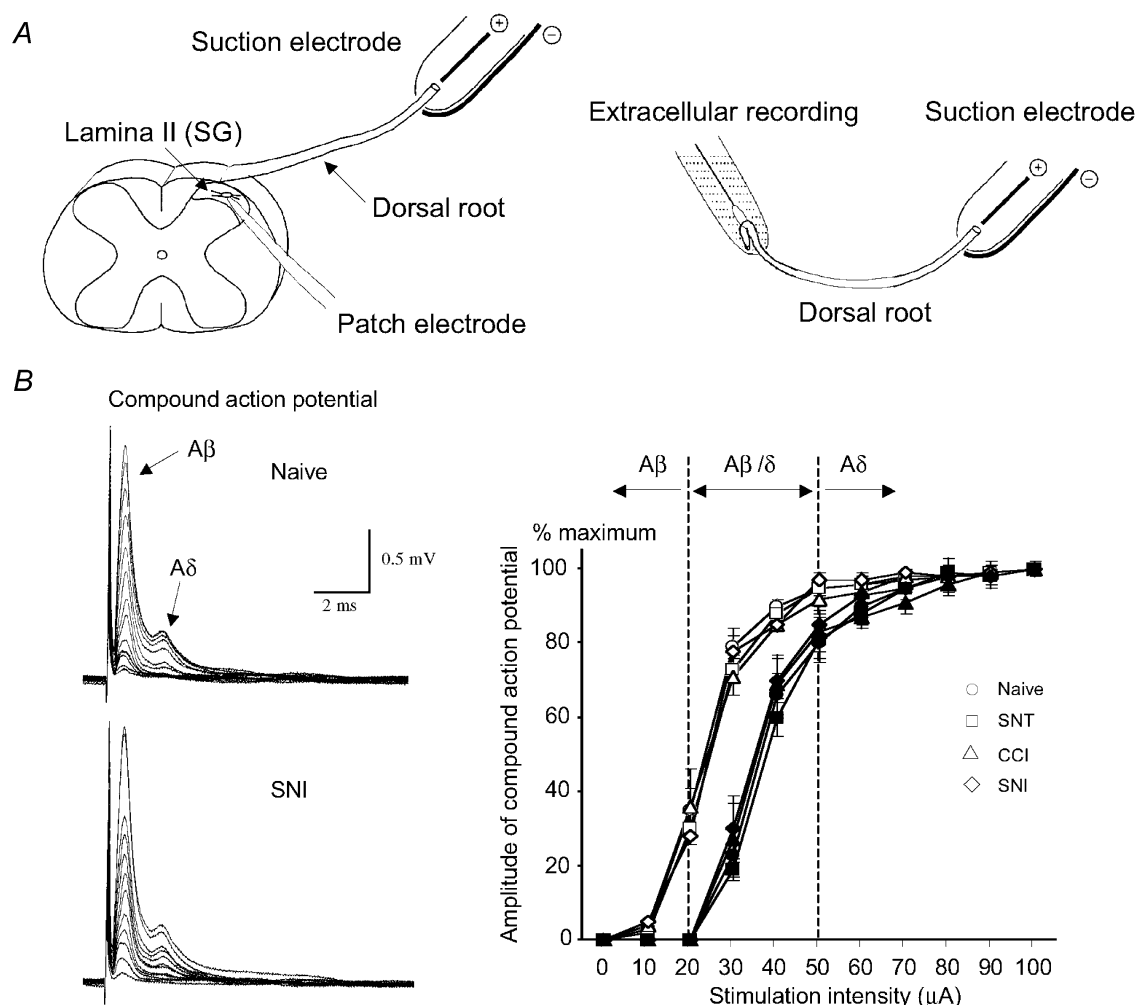 A
Suction electrode
+
−
Lamina II (SG)
Dorsal root
Patch electrode
Extracellular recording
Suction electrode
+
−
Dorsal root
B
Compound action potential
Aβ
Naive
Aδ
0.5 mV
2 ms
SNI
Aβ Aβ /δ Aδ
% maximum
Amplitude of compound action potential
100
80
60
40
20
0
Naive
SNT
CCI
SNI
0 10 20 30 40 50 60 70 80 90 100
Stimulation intensity (μA)